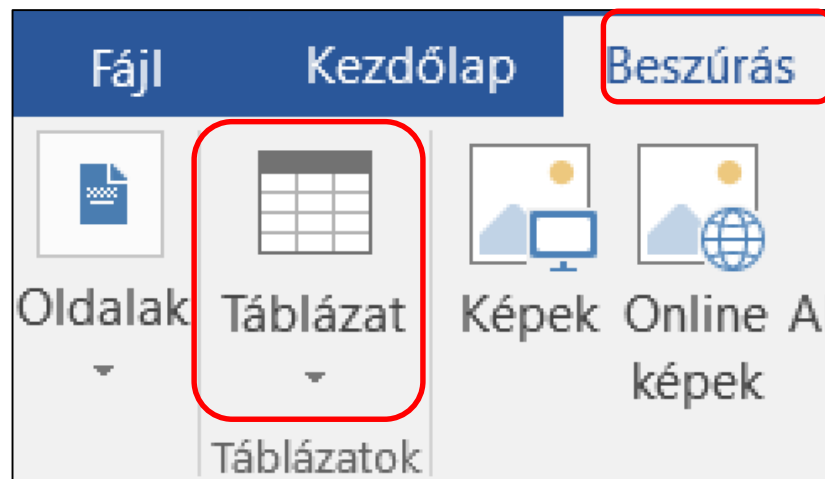 Fájl Kezdőlap Beszúrás
Oldalak Táblázat Képek Online A
képek
Táblázatok